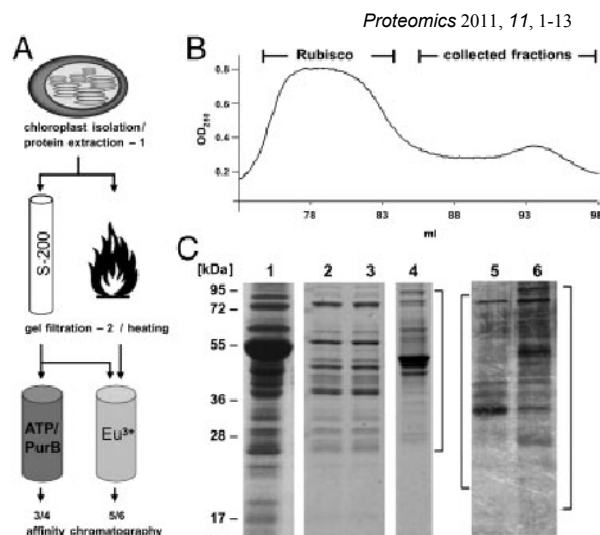 Proteomics 2011, 11, 1-13
A
chloroplast isolation/
protein extraction – 1
S-200
gel filtration – 2 / heating
ATP/
PurB
Eu³⁺
3/4
5/6
affinity chromatography
B
Rubisco
collected fractions
0.8
0.6
0.4
0.2
78
83
88
93
98
ml
C
[kDa]
1
2
3
4
5
6
95
72
55
36
28
17